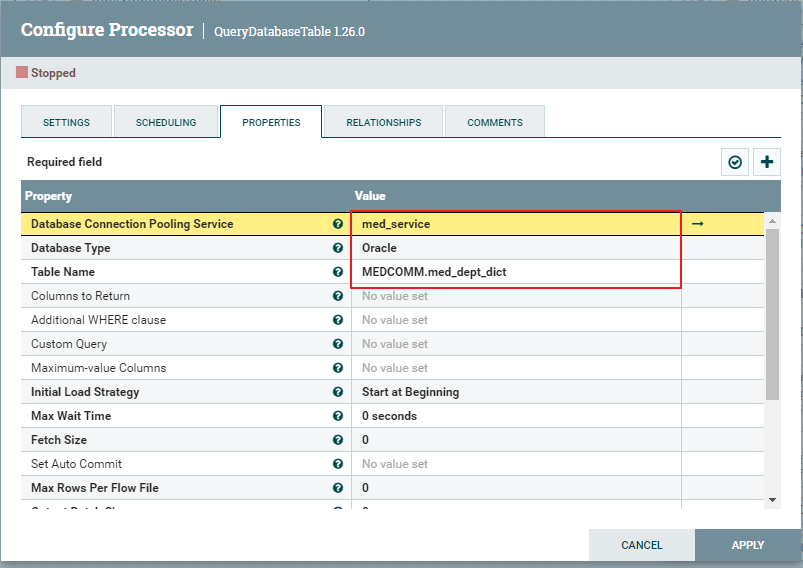 Configure Processor | QueryDatabaseTable 1.26.0
Stopped
SETTINGS SCHEDULING PROPERTIES RELATIONSHIPS COMMENTS
Required field
Property Value
Database Connection Pooling Service med_service
Database Type Oracle
Table Name MEDCOMM.med_dept_dict
Columns to Return No value set
Additional WHERE clause No value set
Custom Query No value set
Maximum-value Columns No value set
Initial Load Strategy Start at Beginning
Max Wait Time 0 seconds
Fetch Size 0
Set Auto Commit No value set
Max Rows Per Flow File 0
CANCEL APPLY